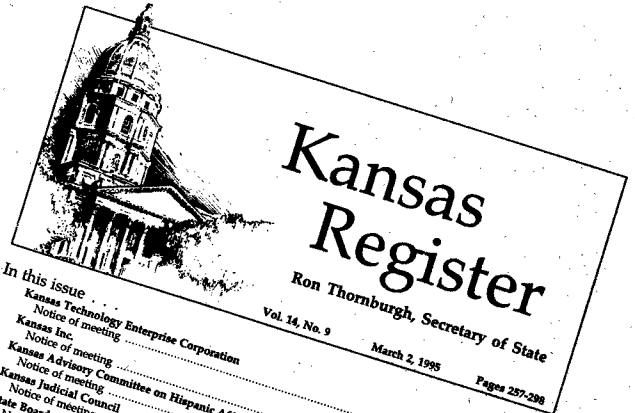 Kansas
Register
Ron Thornburgh, Secretary of State
Vol. 14, No. 9 March 2, 1995 Pages 257-298
In this issue . . .
Kansas Technology Enterprise Corporation
Notice of meeting
Kansas Inc.
Notice of meeting
Kansas Advisory Committee on Hispanic
Notice of meeting
Kansas Judicial Council
Notice of meeting